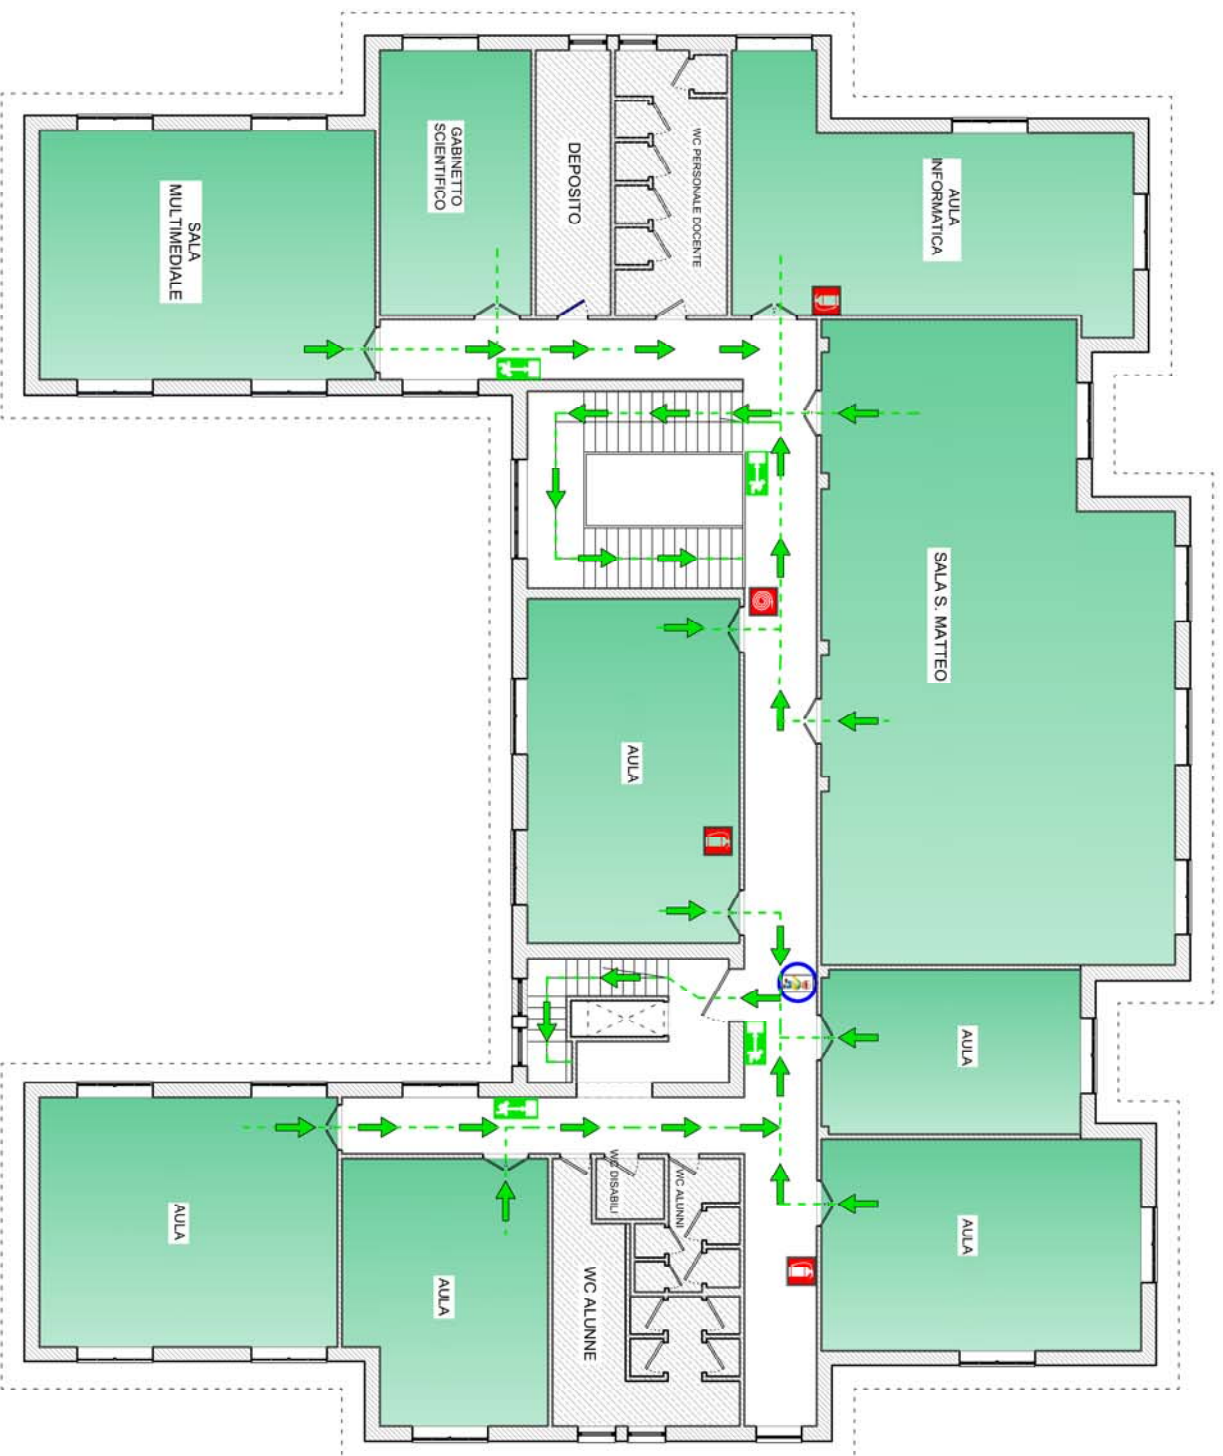 GABINETTO
SCIENTIFICO
DEPOSITO
WC PERSONALE DOCENTE
AULA
INFORMATICA
SALA
MULTIMEDIALE
SALA S. MATTEO
AULA
AULA
AULA
AULA
AULA
WC DISABILI
WC ALUNNI
WC ALUNNE